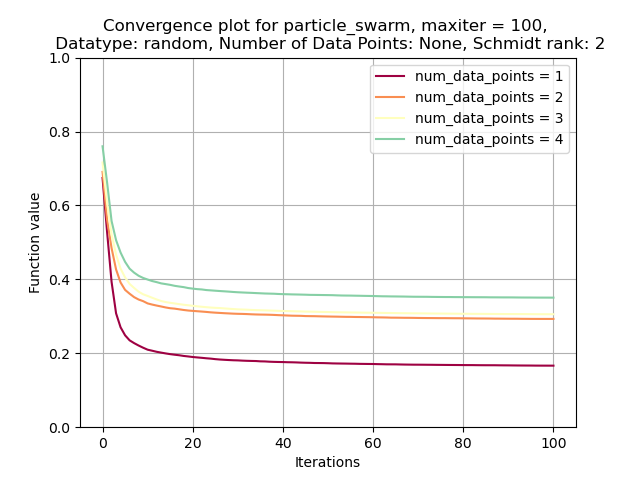 Convergence plot for particle_swarm, maxiter = 100,
Datatype: random, Number of Data Points: None, Schmidt rank: 2
1.0
0.8
0.6
0.4
0.2
0.0
Function value
num_data_points = 1
num_data_points = 2
num_data_points = 3
num_data_points = 4
0 20 40 60 80 100
Iterations